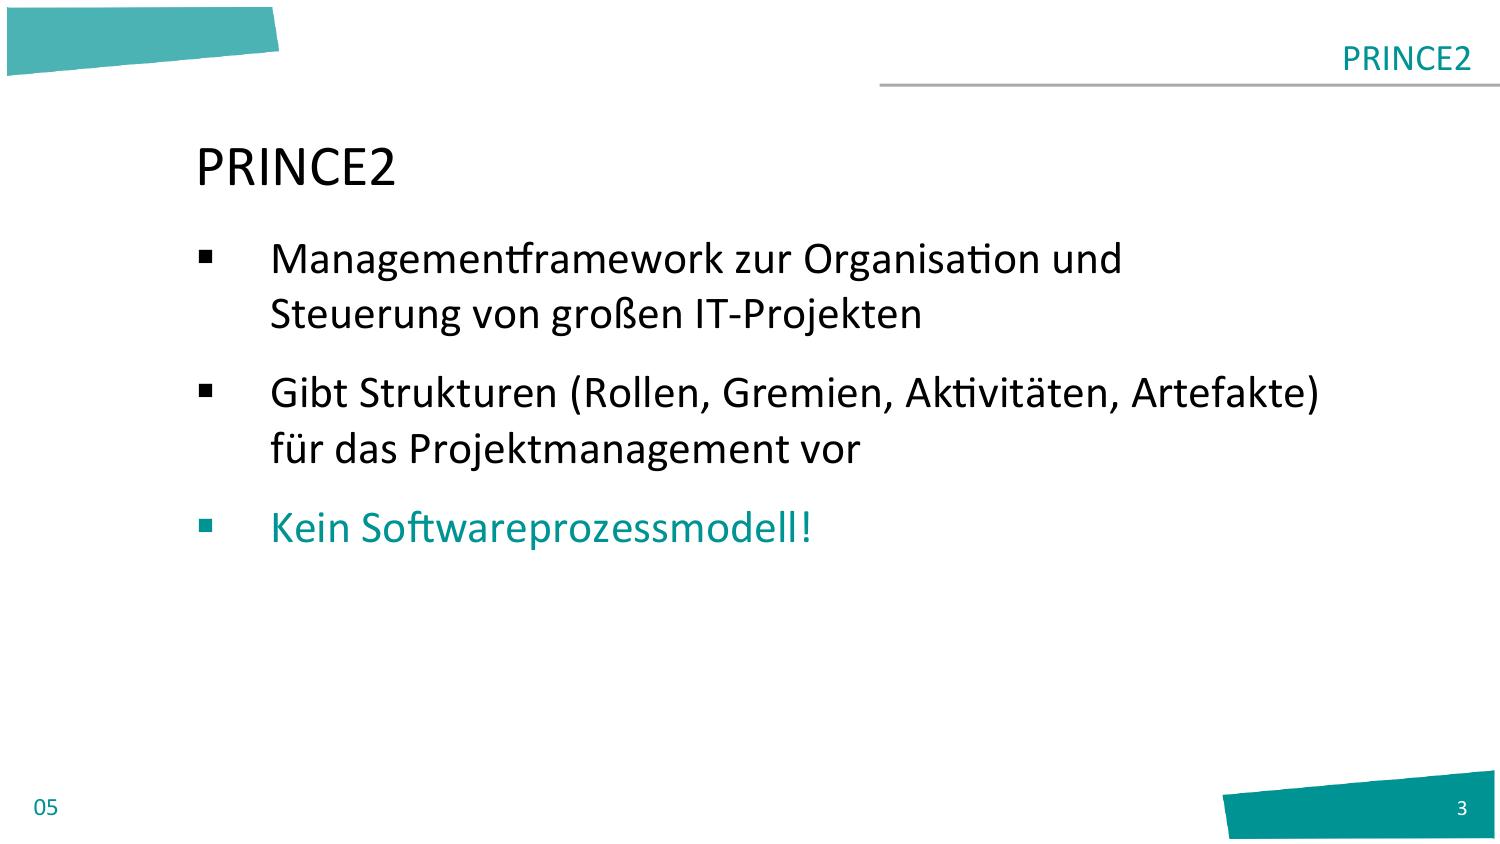 PRINCE2
PRINCE2
▪ Managementframework zur Organisation und
Steuerung von großen IT-Projekten
▪ Gibt Strukturen (Rollen, Gremien, Aktivitäten, Artefakte)
für das Projektmanagement vor
▪ Kein Softwareprozessmodell!
05
3